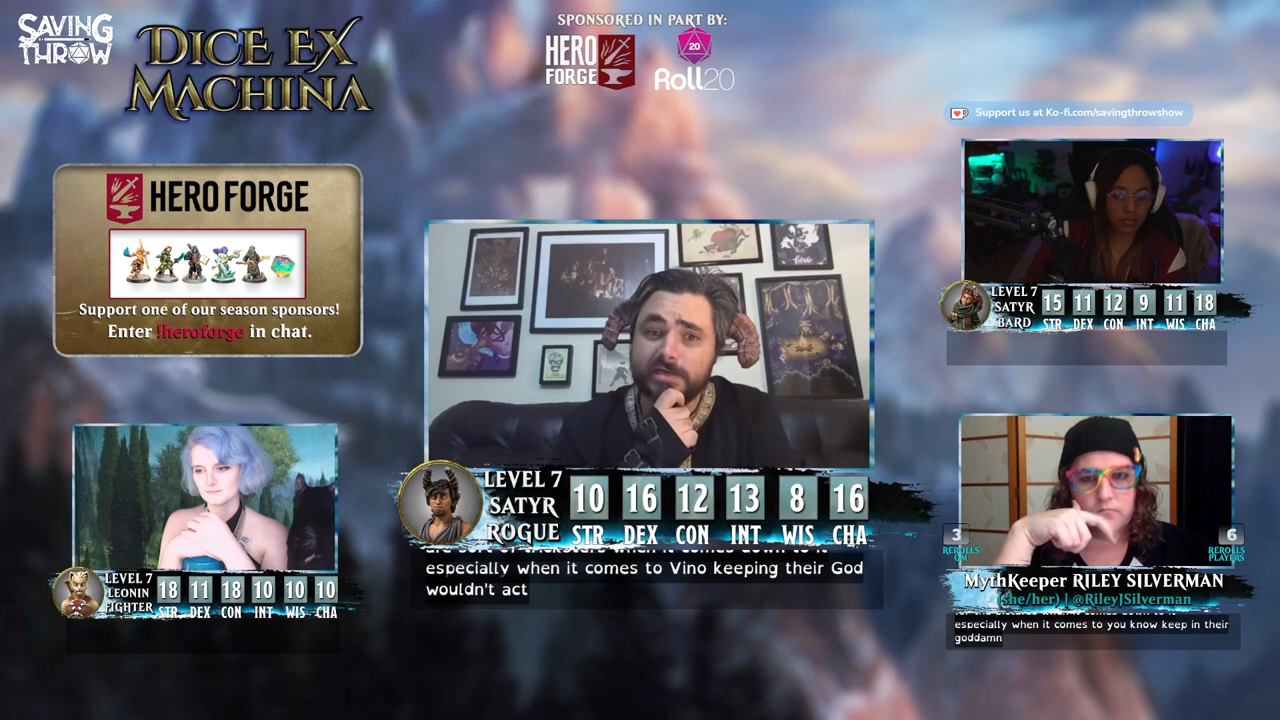 SAVING
THROW
DICE EX
MACHINA
SPONSORED IN PART BY:
HERO
FORGE
20
Roll20
Support us at Ko-fi.com/savingthrowshow
HERO FORGE
Support one of our season sponsors!
Enter !heroforge in chat.
LEVEL 7
SATYR
BARD
15 11 12 9 11 18
STR DEX CON INT WIS CHA
LEVEL 7
SATYR
ROGUE
10 16 12 13 8 16
STR DEX CON INT WIS CHA
especially when it comes to Vino keeping their God
wouldn't act
LEVEL 7
LEONIN
FIGHTER
18 11 18 10 10 10
STR DEX CON INT WIS CHA
3
REROLLS
GM
6
REROLLS
PLAYERS
MythKeeper RILEY SILVERMAN
(she/her) | @RileyJSilverman
especially when it comes to you know keep in their
goddamn